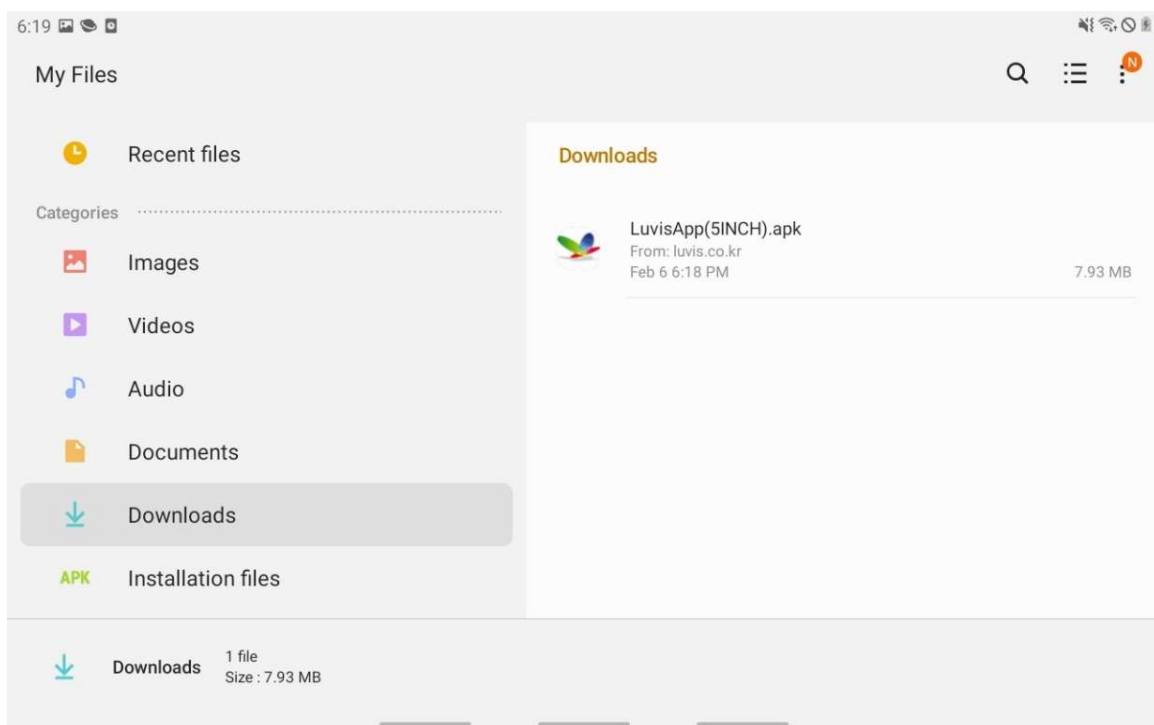 6:19
My Files
N
Recent files
Categories
Images
Videos
Audio
Documents
Downloads
APK Installation files
Downloads
LuvisApp(5INCH).apk
From: luvis.co.kr
Feb 6 6:18 PM 7.93 MB
Downloads
1 file
Size : 7.93 MB